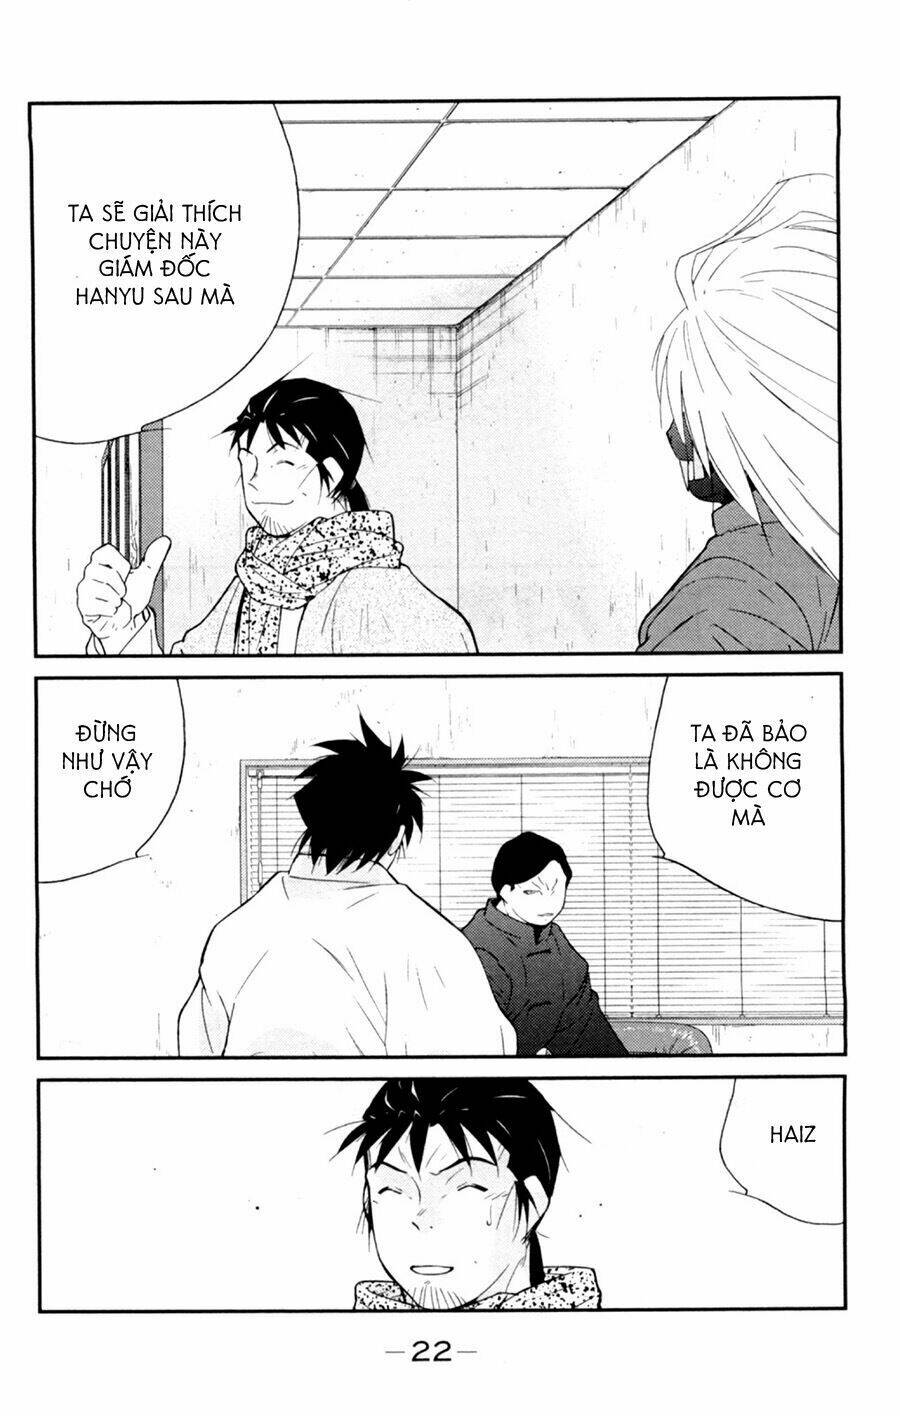 TA SẼ GIẢI THÍCH
CHUYỆN NÀY
GIÁM ĐỐC
HANYU SAU MÀ
TA ĐÃ BẢO
LÀ KHÔNG
ĐƯỢC CƠ
MÀ
ĐỪNG
NHƯ VẬY
CHỚ
HAIZ
-22-